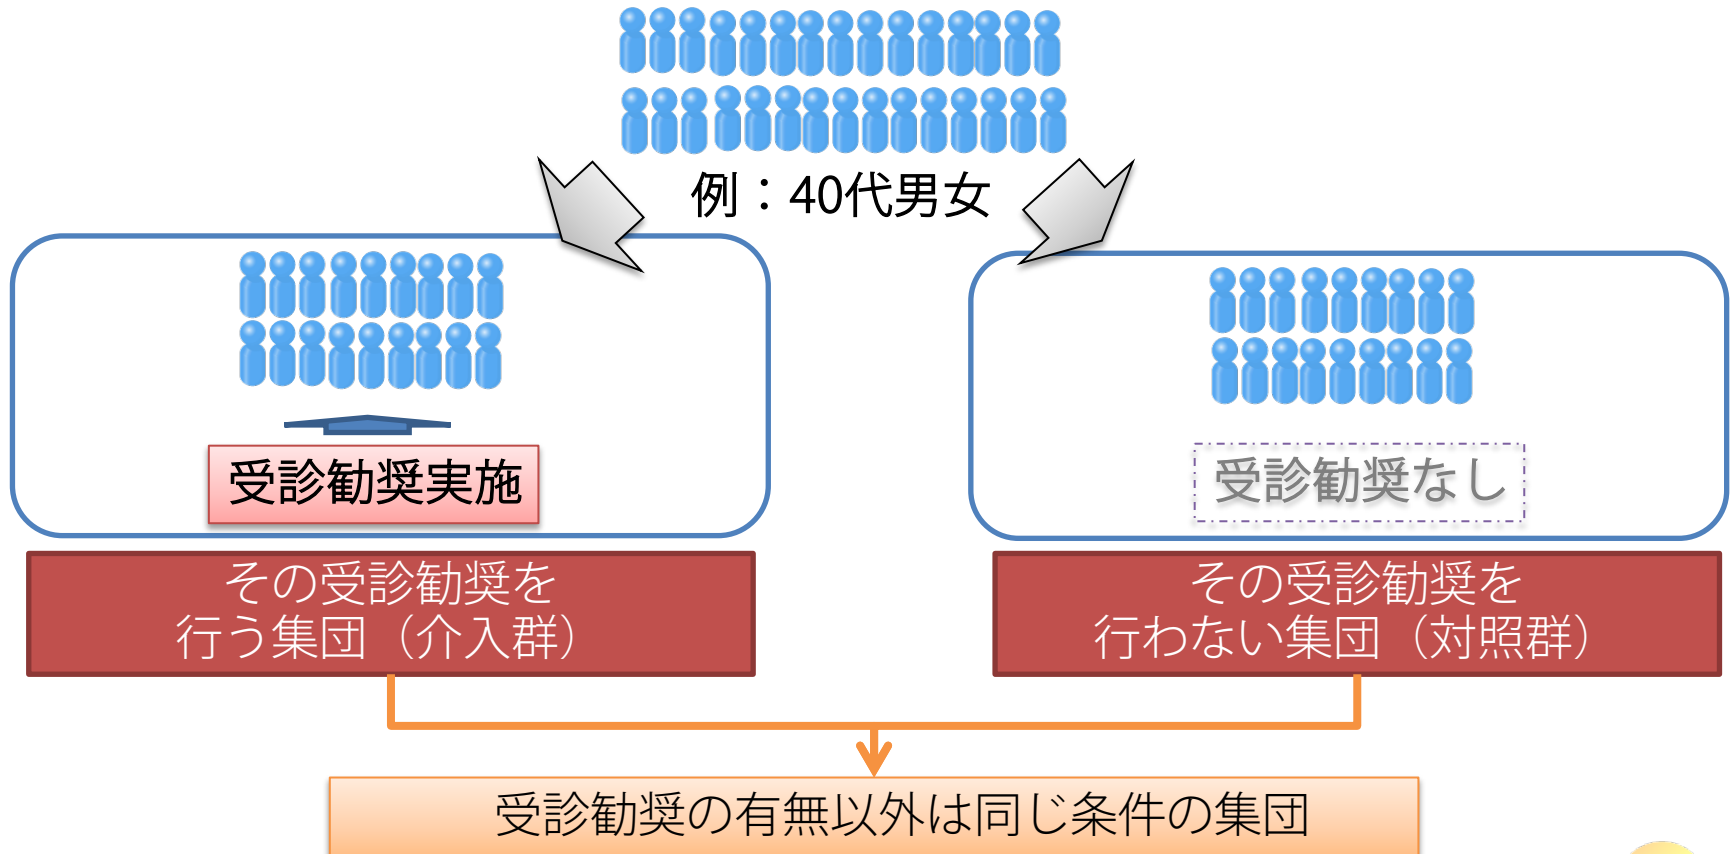 例：40代男女
受診勧奨実施
受診勧奨なし
その受診勧奨を
行う集団（介入群）
その受診勧奨を
行わない集団（対照群）
受診勧奨の有無以外は同じ条件の集団